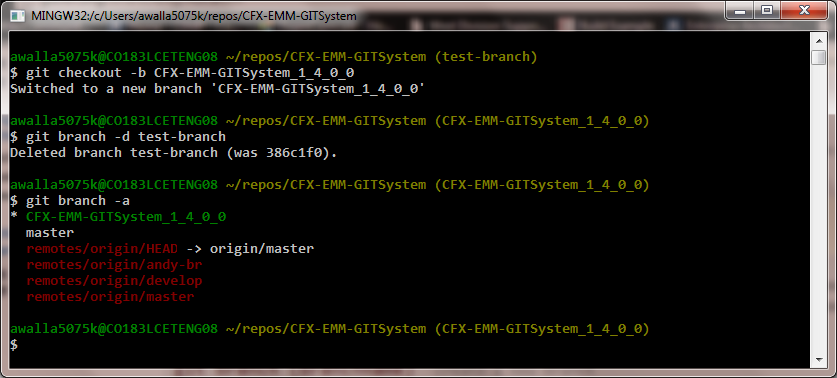 MINGW32:/c/Users/awalla5075k/repos/CFX-EMM-GITSystem
awalla5075k@CO183LCETENG08 ~/repos/CFX-EMM-GITSystem (test-branch)
$ git checkout -b CFX-EMM-GITSystem_1_4_0_0
Switched to a new branch 'CFX-EMM-GITSystem_1_4_0_0'
awalla5075k@CO183LCETENG08 ~/repos/CFX-EMM-GITSystem (CFX-EMM-GITSystem_1_4_0_0)
$ git branch -d test-branch
Deleted branch test-branch (was 386c1f0).
awalla5075k@CO183LCETENG08 ~/repos/CFX-EMM-GITSystem (CFX-EMM-GITSystem_1_4_0_0)
$ git branch -a
* CFX-EMM-GITSystem_1_4_0_0
master
remotes/origin/HEAD -> origin/master
remotes/origin/andy-br
remotes/origin/develop
remotes/origin/master
awalla5075k@CO183LCETENG08 ~/repos/CFX-EMM-GITSystem (CFX-EMM-GITSystem_1_4_0_0)
$